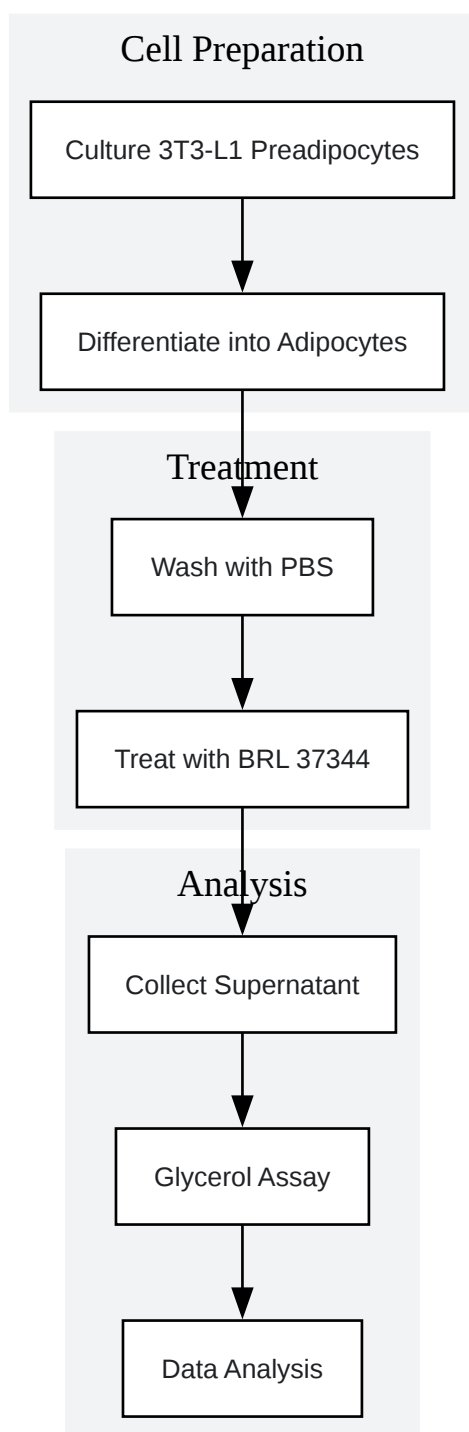 Cell Preparation
Culture 3T3-L1 Preadipocytes
Differentiate into Adipocytes
Treatment
Wash with PBS
Treat with BRL 37344
Analysis
Collect Supernatant
Glycerol Assay
Data Analysis